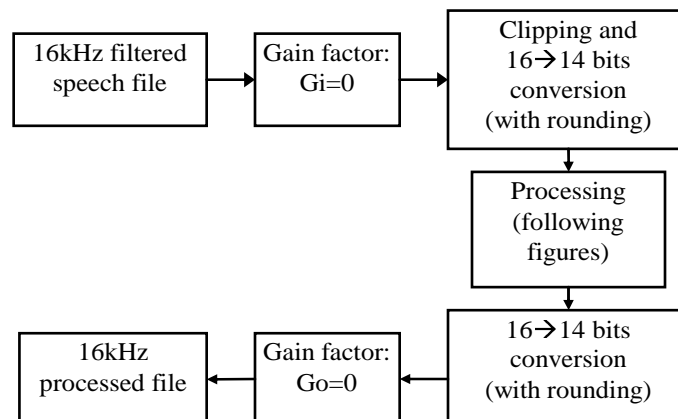 16kHz filtered
speech file
Gain factor:
Gi=0
Clipping and
16→14 bits
conversion
(with rounding)
Processing
(following
figures)
16→14 bits
conversion
(with rounding)
Gain factor:
Go=0
16kHz
processed file